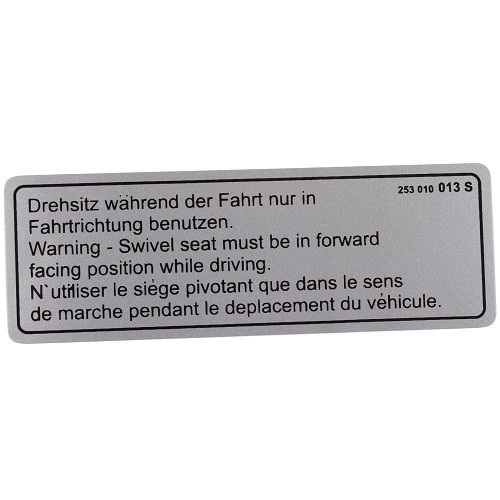 253 010 013 S
Drehsitz während der Fahrt nur in
Fahrtrichtung benutzen.
Warning - Swivel seat must be in forward
facing position while driving.
N`utiliser le siège pivotant que dans le sens
de marche pendant le deplacement du véhicule.